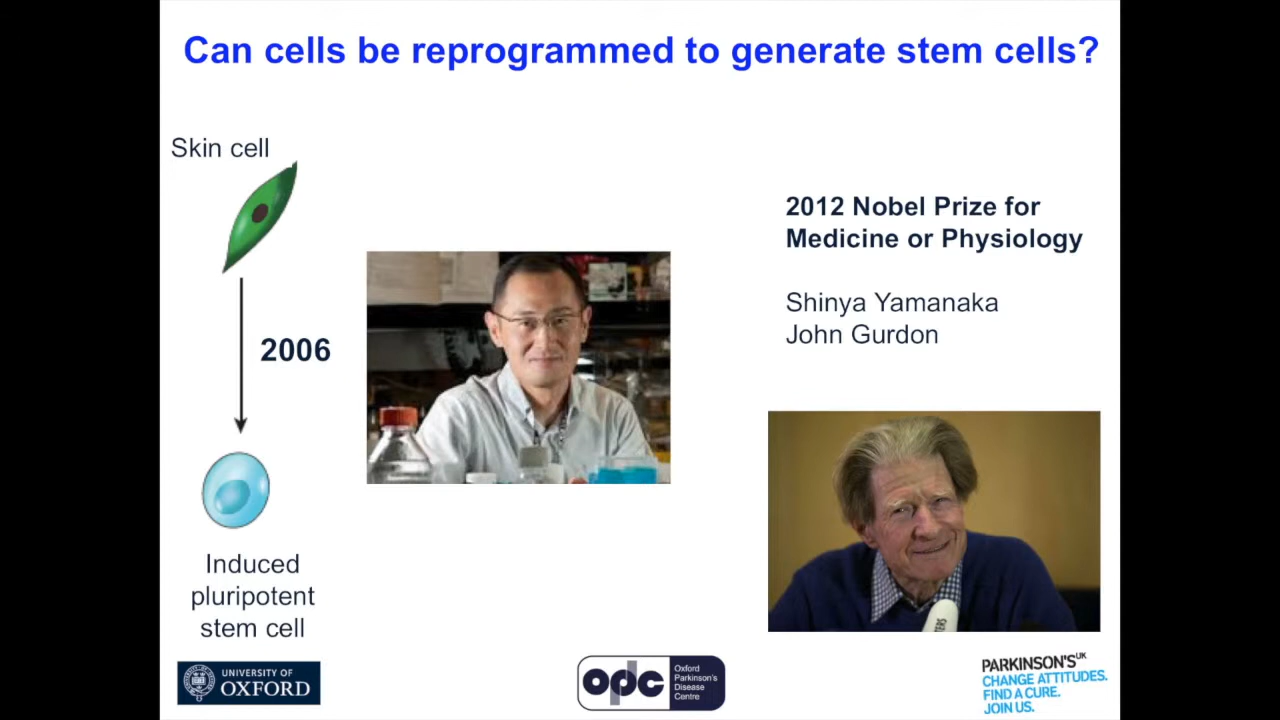 Can cells be reprogrammed to generate stem cells?
Skin cell
2006
Induced
pluripotent
stem cell
2012 Nobel Prize for
Medicine or Physiology
Shinya Yamanaka
John Gurdon
UNIVERSITY OF
OXFORD
opdc
Oxford
Parkinson's
Disease
Centre
PARKINSON'S UK
CHANGE ATTITUDES.
FIND A CURE.
JOIN US.